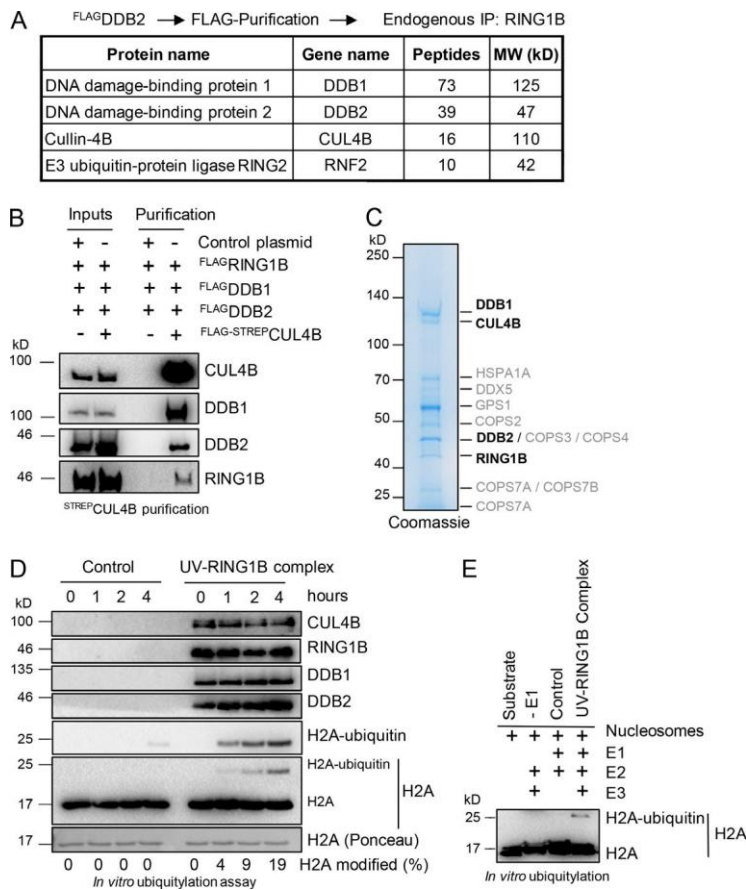 A
FLAGDDB2 → FLAG-Purification → Endogenous IP: RING1B
Protein name Gene name Peptides MW (kD)
DNA damage-binding protein 1 DDB1 73 125
DNA damage-binding protein 2 DDB2 39 47
Cullin-4B CUL4B 16 110
E3 ubiquitin-protein ligase RING2 RNF2 10 42
B
Inputs Purification
+ - + - Control plasmid
+ + + + FLAGRING1B
+ + + + FLAGDDB1
+ + + + FLAGDDB2
- + - + FLAG-STREPCUL4B
kD
100 CUL4B
100 DDB1
46 DDB2
46 RING1B
STREPCUL4B purification
C
kD
250
140
DDB1
CUL4B
100
HSPA1A
70
DDX5
GPS1
50
COPS2
DDB2 / COPS3 / COPS4
40
RING1B
COPS7A / COPS7B
25
COPS7A
Coomassie
D
Control UV-RING1B complex
0 1 2 4 0 1 2 4 hours
kD
100 CUL4B
46 RING1B
135 DDB1
46 DDB2
25 H2A-ubiquitin
25 H2A-ubiquitin
H2A
17 H2A
17 H2A (Ponceau)
0 0 0 0 0 4 9 19 H2A modified (%)
In vitro ubiquitylation assay
E
Substrate
- E1
Control
UV-RING1B Complex
+ + + + Nucleosomes
+ + E1
+ + + E2
+ + E3
kD
25 H2A-ubiquitin
H2A
17 H2A
In vitro ubiquitylation